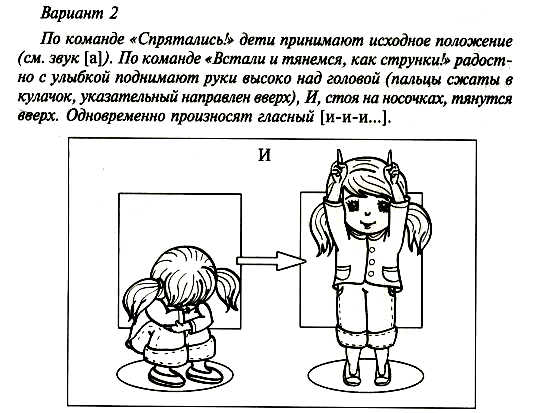 Вариант 2
По команде «Спрятались!» дети принимают исходное положение
(см. звук [а]). По команде «Встали и тянемся, как струнки!» радост-
но с улыбкой поднимают руки высоко над головой (пальцы сжаты в
кулачок, указательный направлен вверх), И, стоя на носочках, тянутся
вверх. Одновременно произносят гласный [и-и-и...].
И